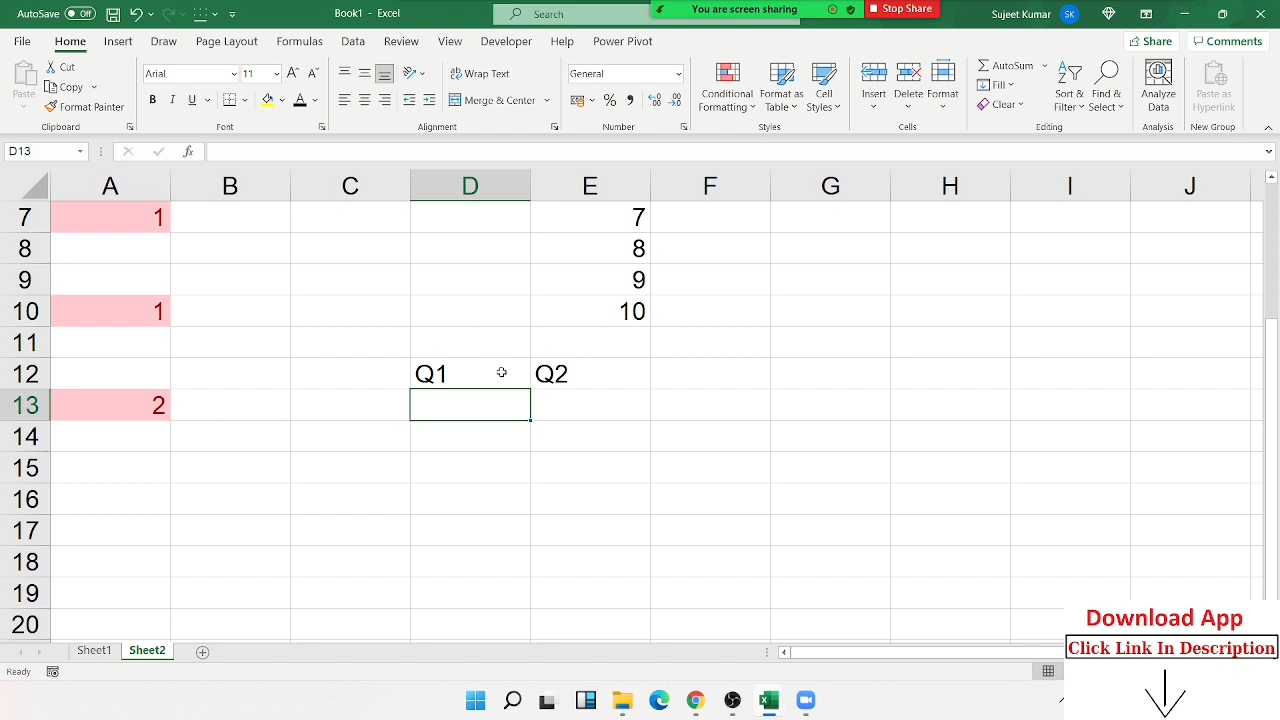 AutoSave Off Book1 - Excel Search You are screen sharing Stop Share Sujeet Kumar SK
File Home Insert Draw Page Layout Formulas Data Review View Developer Help Power Pivot Share Comments
Paste Cut Copy Format Painter Clipboard
Arial 11 B I U A Font
Wrap Text Merge & Center Alignment
General % Number
Conditional Formatting Format as Table Cell Styles Styles
Insert Delete Format Cells
AutoSum Fill Clear Sort & Filter Find & Select Editing
Analyze Data Analysis
Paste as Hyperlink New Group
D13 fx
A B C D E F G H I J
7 1 7
8 8
9 9
10 1 10
11
12 Q1 Q2
13 2
14
15
16
17
18
19
20
Sheet1 Sheet2
Ready
Download App
Click Link In Description